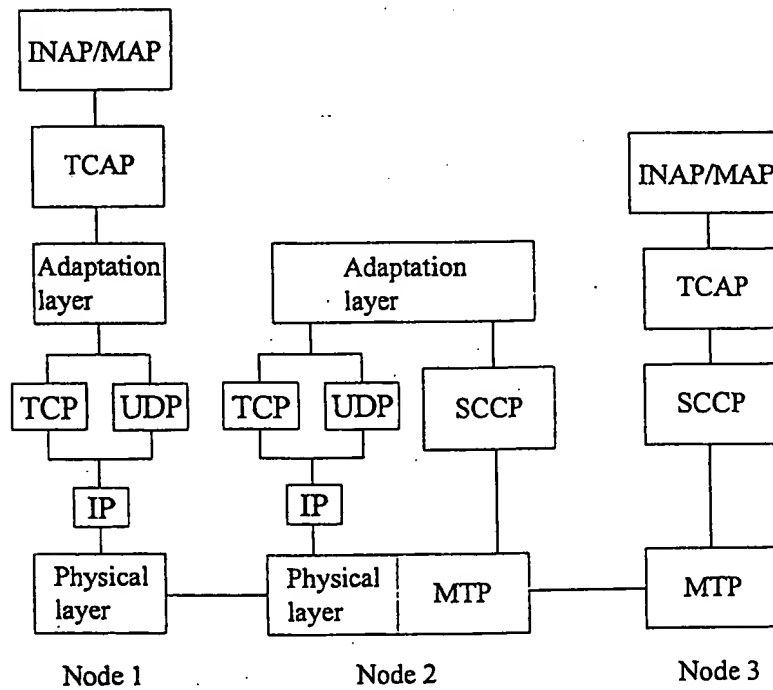 INAP/MAP
TCAP
Adaptation
layer
TCP
UDP
IP
Physical
layer
Node 1
Adaptation
layer
TCP
UDP
SCCP
IP
Physical
layer
MTP
Node 2
INAP/MAP
TCAP
SCCP
MTP
Node 3